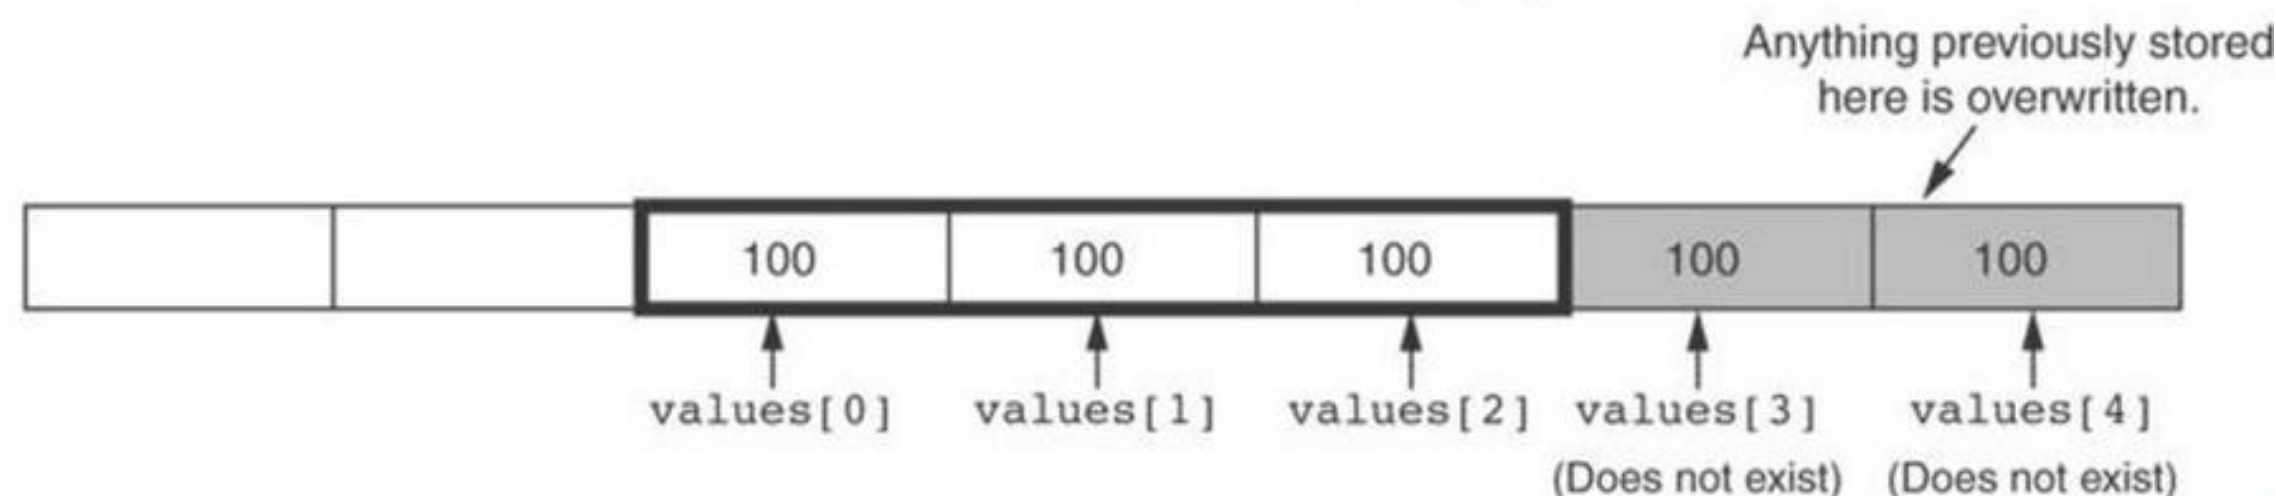 Anything previously stored
here is overwritten.
100 100 100 100 100
values[0] values[1] values[2] values[3] values[4]
(Does not exist) (Does not exist)